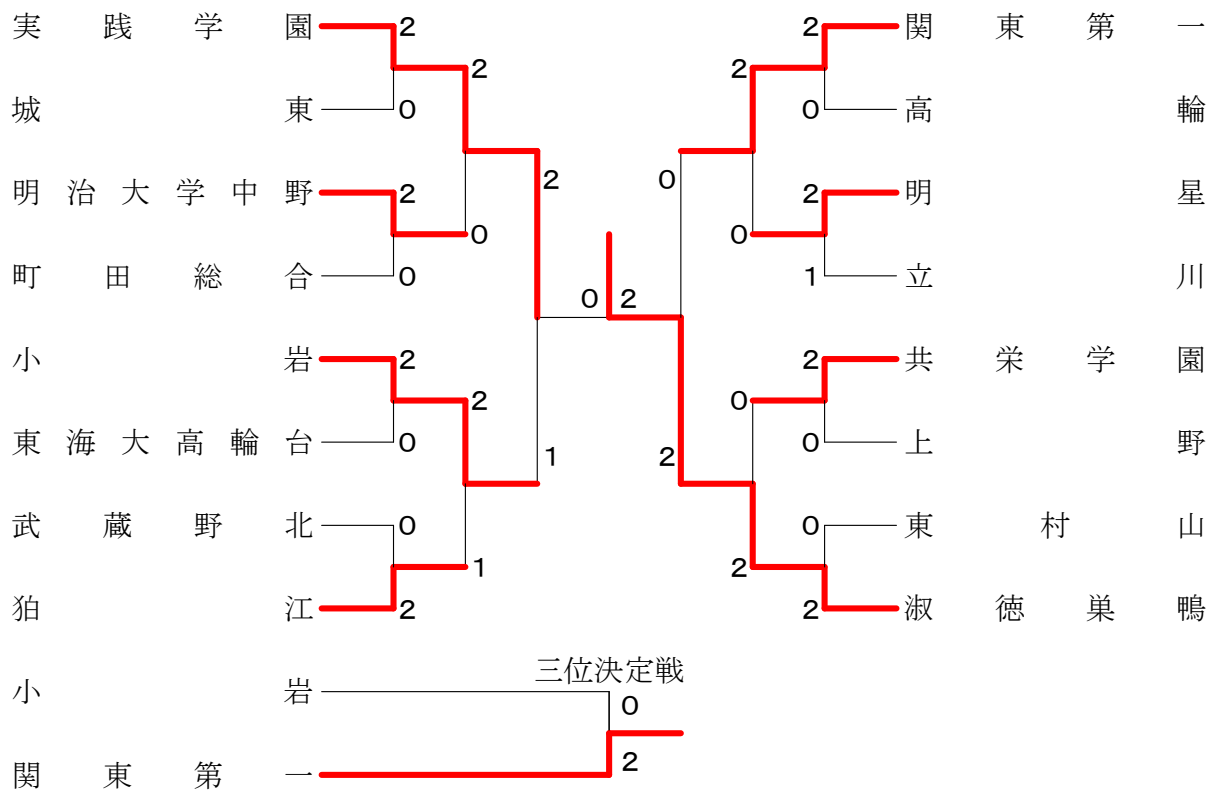 実践学園 2 2 関東第一
2 2
城東 0 0 高輪
明治大学中野 2 2 0 2 明星
0 0
町田総合 0 0 2 1 立川
小岩 2 2 共栄学園
2 0
東海大高輪台 0 1 2 0 上野
武蔵野北 0 0 東村山
1 2
狛江 2 2 淑徳巣鴨
三位決定戦
小岩 0
関東第一 2